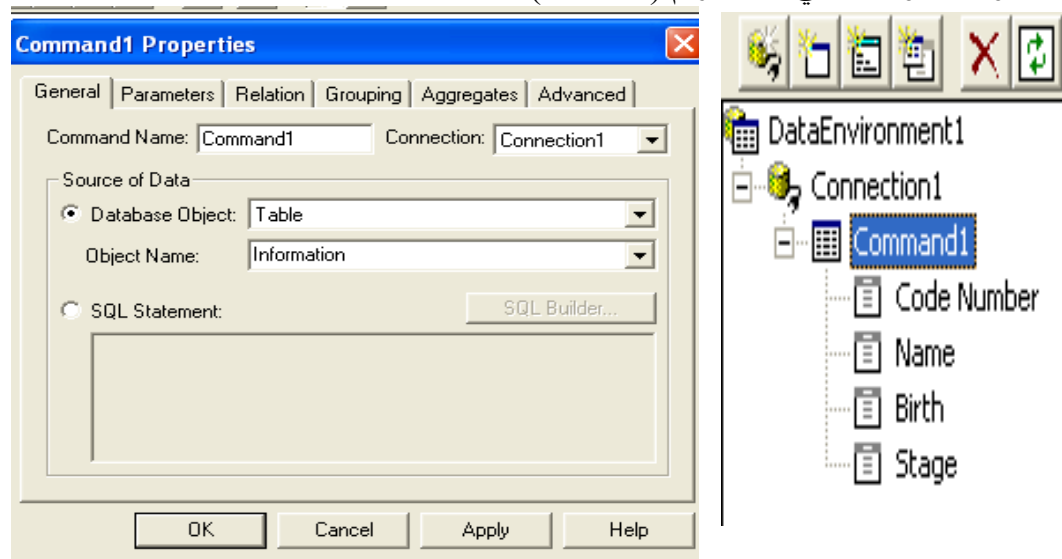 Command1 Properties
General Parameters Relation Grouping Aggregates Advanced
Command Name: Command1 Connection: Connection1
Source of Data
Database Object: Table
Object Name: Information
SQL Statement: SQL Builder...
OK Cancel Apply Help
DataEnvironment1
Connection1
Command1
Code Number
Name
Birth
Stage